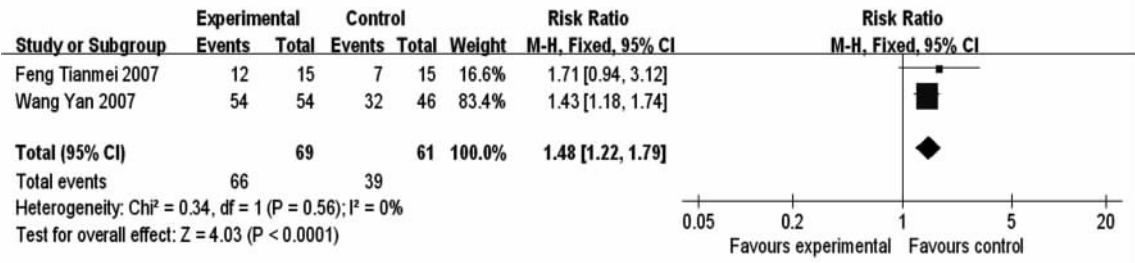 Experimental Control Risk Ratio Risk Ratio
Study or Subgroup Events Total Events Total Weight M-H, Fixed, 95% CI M-H, Fixed, 95% CI
Feng Tianmei 2007 12 15 7 15 16.6% 1.71 [0.94, 3.12]
Wang Yan 2007 54 54 32 46 83.4% 1.43 [1.18, 1.74]
Total (95% CI) 69 61 100.0% 1.48 [1.22, 1.79]
Total events 66 39
Heterogeneity: Chi² = 0.34, df = 1 (P = 0.56); I² = 0%
Test for overall effect: Z = 4.03 (P < 0.0001)
0.05 0.2 1 5 20
Favours experimental Favours control